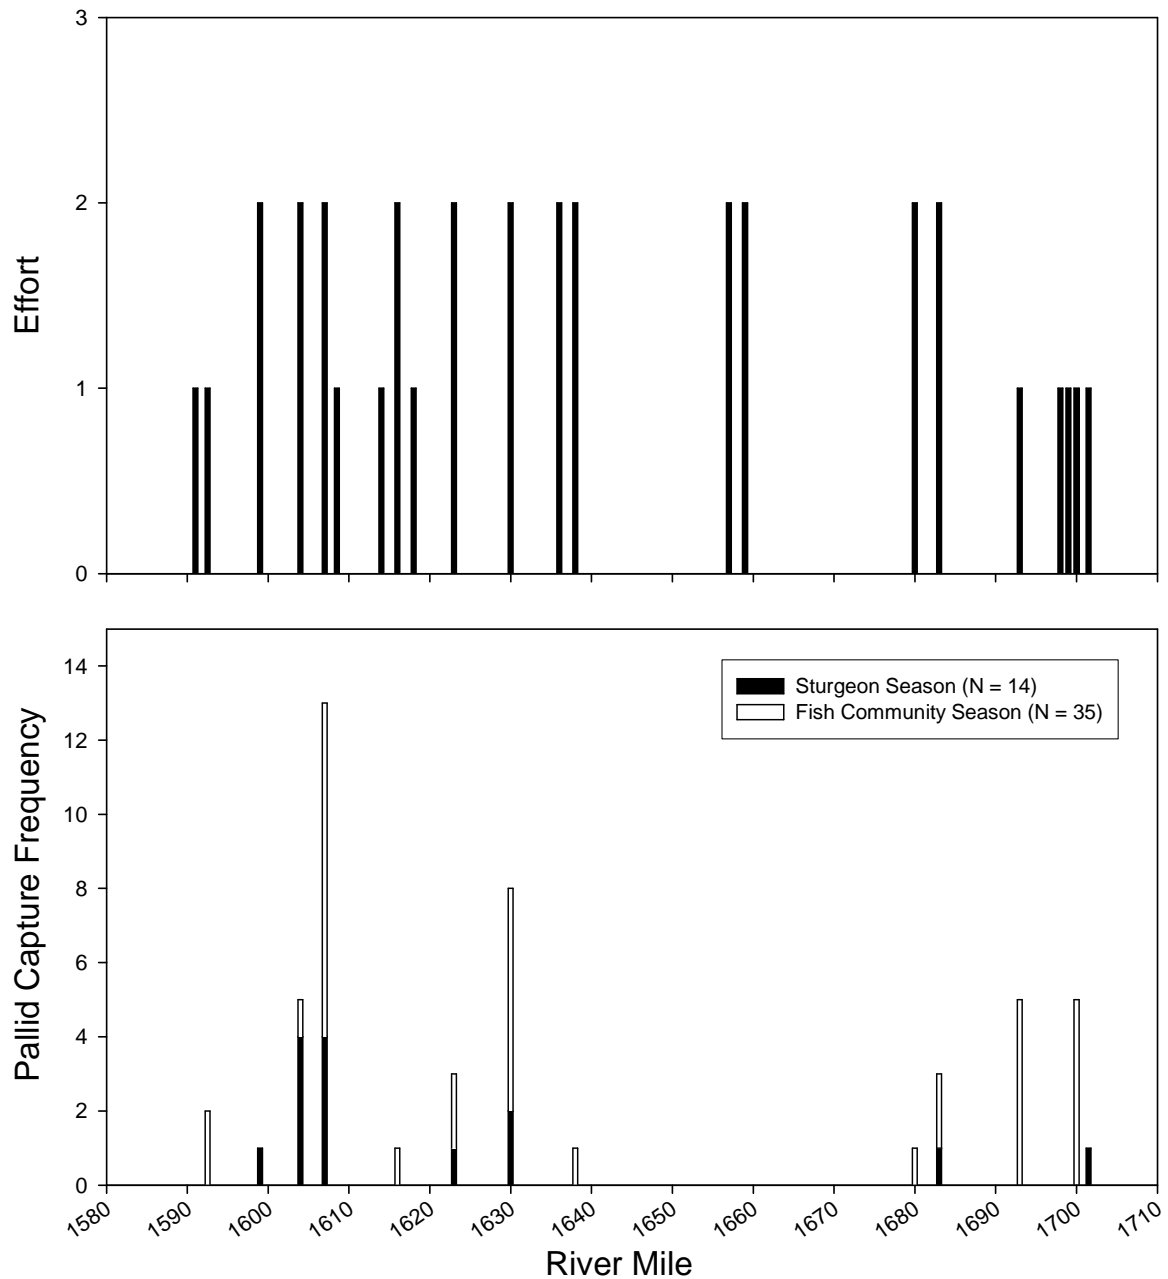 3
2
1
0
Effort
14
12
10
8
6
4
2
0
Pallid Capture Frequency
Sturgeon Season (N = 14)
Fish Community Season (N = 35)
1580 1590 1600 1610 1620 1630 1640 1650 1660 1670 1680 1690 1700 1710
River Mile